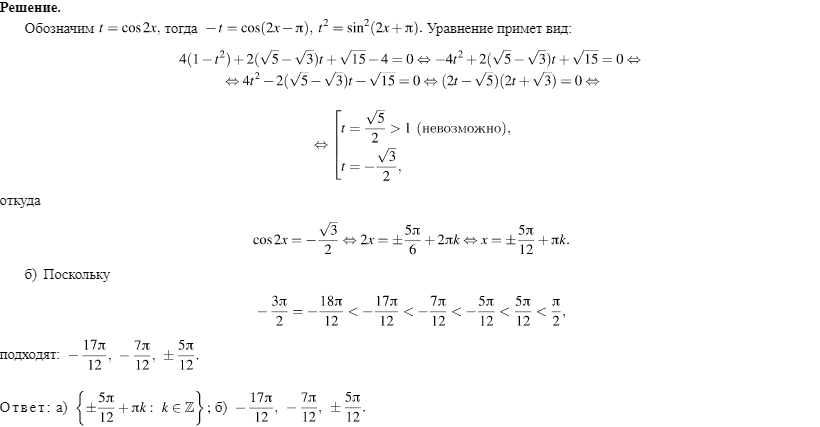 Решение.
Обозначим t = cos 2x, тогда −t = cos(2x − π), t² = sin²(2x + π). Уравнение примет вид:
4(1 − t²) + 2(√5 − √3)t + √15 − 4 = 0 ⇔ −4t² + 2(√5 − √3)t + √15 = 0 ⇔
⇔ 4t² − 2(√5 − √3)t − √15 = 0 ⇔ (2t − √5)(2t + √3) = 0 ⇔
⇔ [ t = √5/2 > 1 (невозможно),
t = −√3/2,
откуда
cos 2x = −√3/2 ⇔ 2x = ±5π/6 + 2πk ⇔ x = ±5π/12 + πk.
б) Поскольку
−3π/2 = −18π/12 < −17π/12 < −7π/12 < −5π/12 < 5π/12 < π/2,
подходят: −17π/12, −7π/12, ±5π/12.
Ответ: а) {±5π/12 + πk : k ∈ ℤ}; б) −17π/12, −7π/12, ±5π/12.